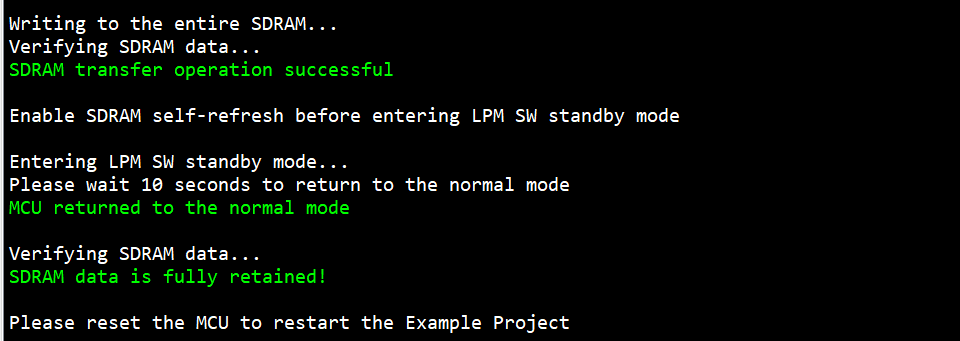 Writing to the entire SDRAM...
Verifying SDRAM data...
SDRAM transfer operation successful
Enable SDRAM self-refresh before entering LPM SW standby mode
Entering LPM SW standby mode...
Please wait 10 seconds to return to the normal mode
MCU returned to the normal mode
Verifying SDRAM data...
SDRAM data is fully retained!
Please reset the MCU to restart the Example Project